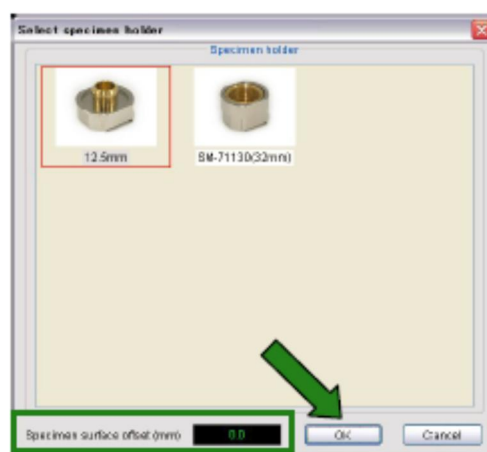 Select specimen holder
Specimen holder
12.5mm
SM-71130(32mm)
Specimen surface offset (mm)
0.0
OK
Cancel